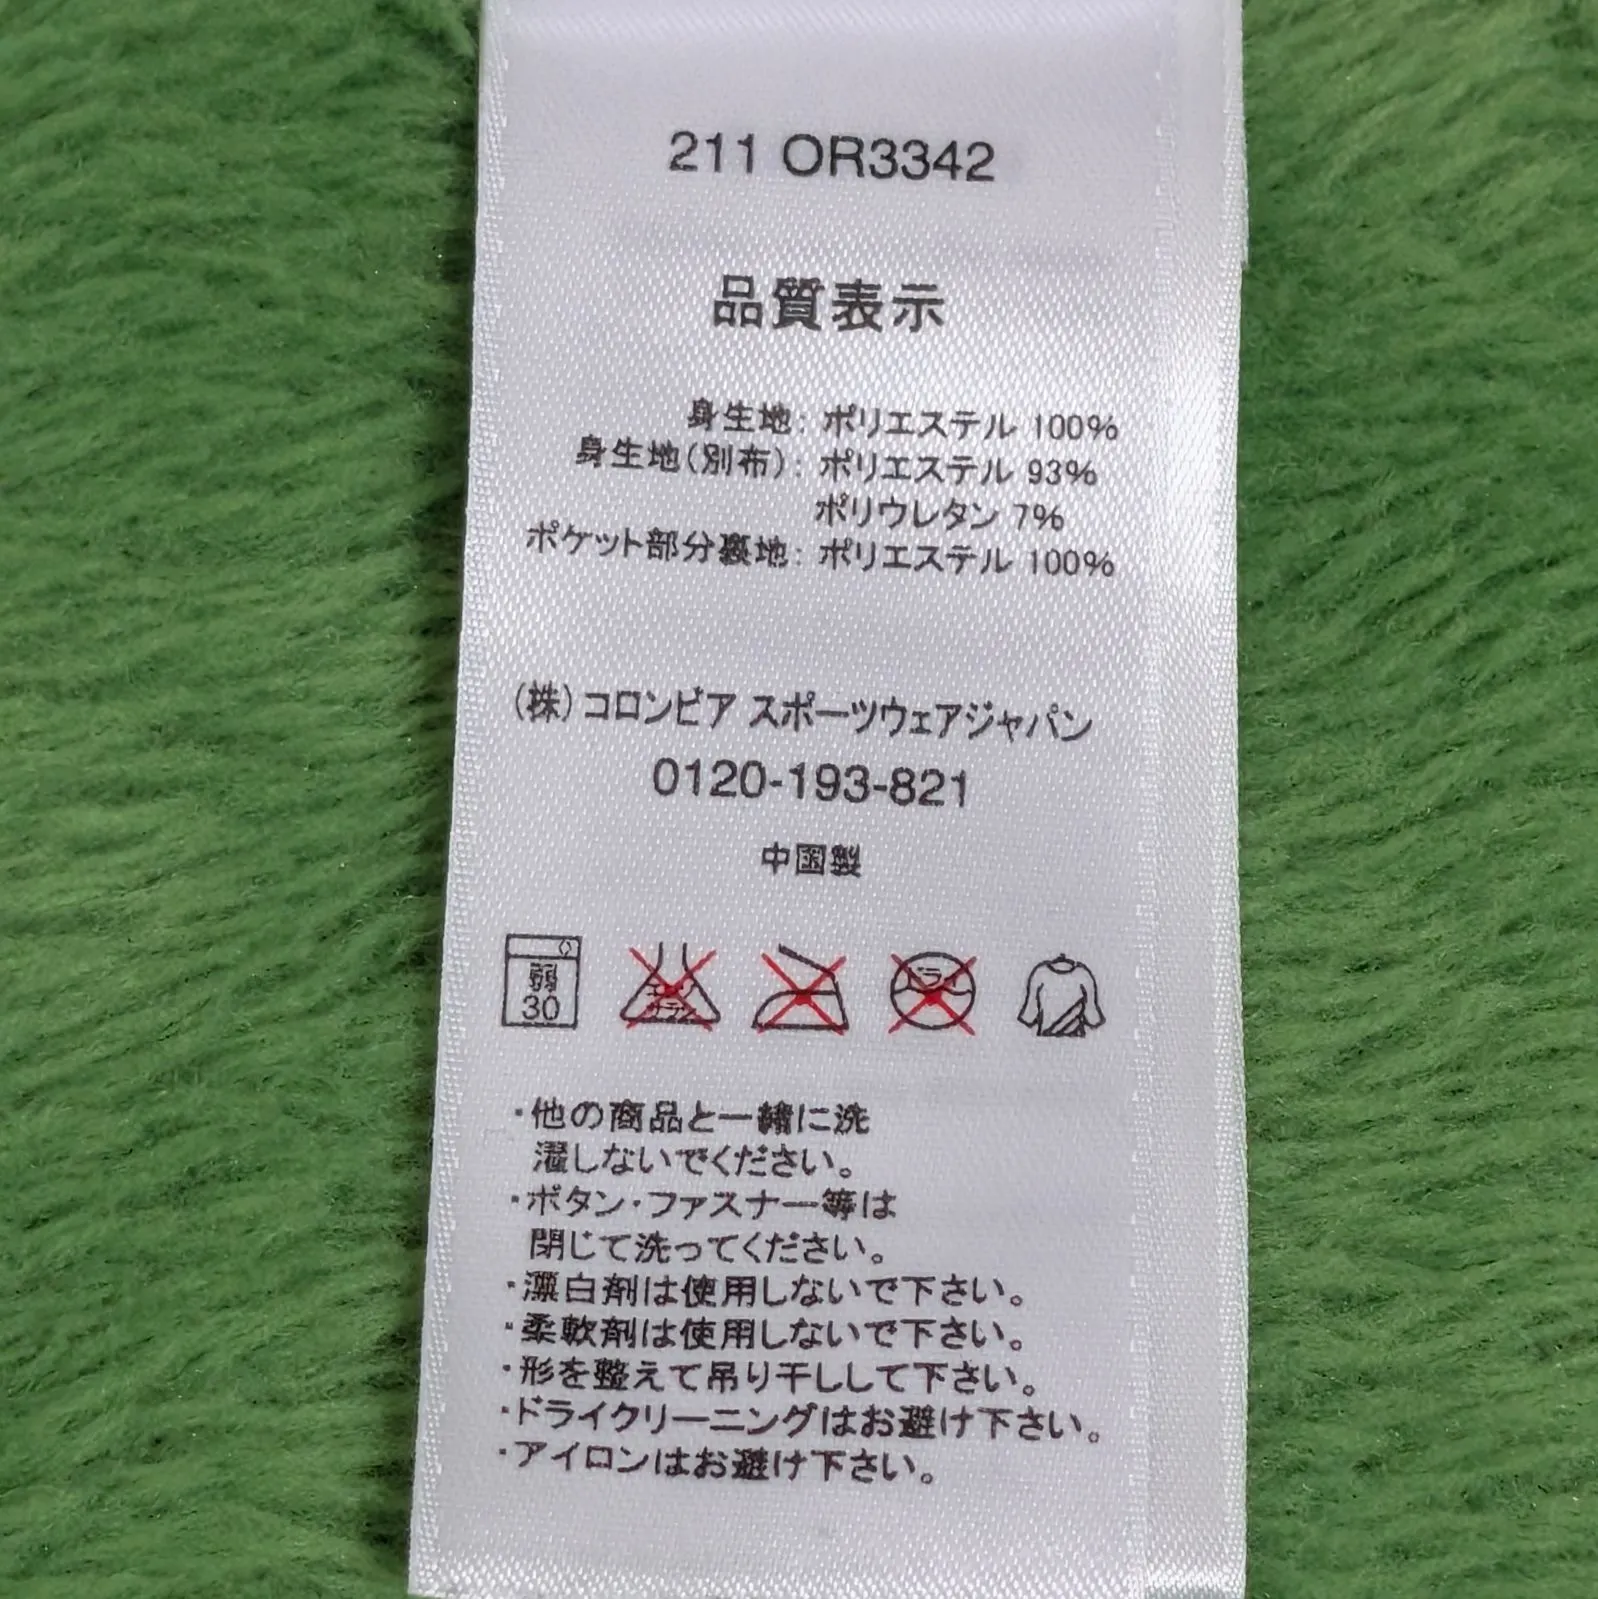 211 OR3342
品質表示
身生地: ポリエステル 100%
身生地(別布): ポリエステル 93%
ポリウレタン 7%
ポケット部分裏地: ポリエステル 100%
(株)コロンビア スポーツウェアジャパン
0120-193-821
中国製
弱
30
エンソ
サラシ
ドライ
・他の商品と一緒に洗
濯しないでください。
・ボタン・ファスナー等は
閉じて洗ってください。
・漂白剤は使用しないで下さい。
・柔軟剤は使用しないで下さい。
・形を整えて吊り干しして下さい。
・ドライクリーニングはお避け下さい。
・アイロンはお避け下さい。